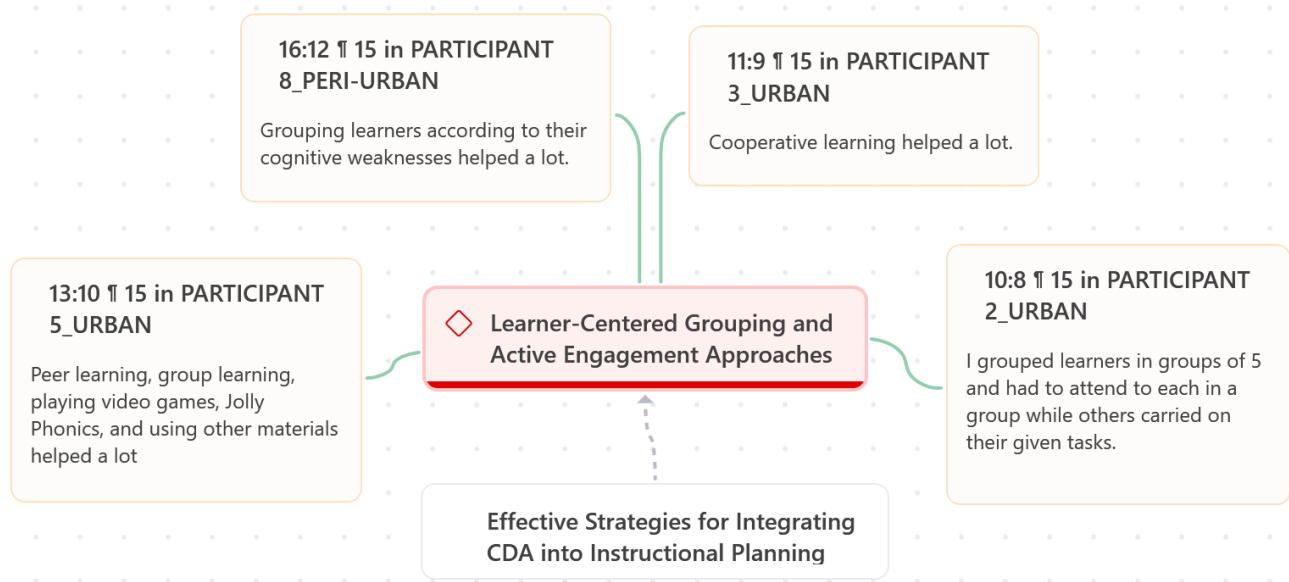 16:12 ¶ 15 in PARTICIPANT
8_PERI-URBAN
Grouping learners according to their
cognitive weaknesses helped a lot.
11:9 ¶ 15 in PARTICIPANT
3_URBAN
Cooperative learning helped a lot.
13:10 ¶ 15 in PARTICIPANT
5_URBAN
Peer learning, group learning,
playing video games, Jolly
Phonics, and using other materials
helped a lot
Learner-Centered Grouping and
Active Engagement Approaches
10:8 ¶ 15 in PARTICIPANT
2_URBAN
I grouped learners in groups of 5
and had to attend to each in a
group while others carried on
their given tasks.
Effective Strategies for Integrating
CDA into Instructional Planning